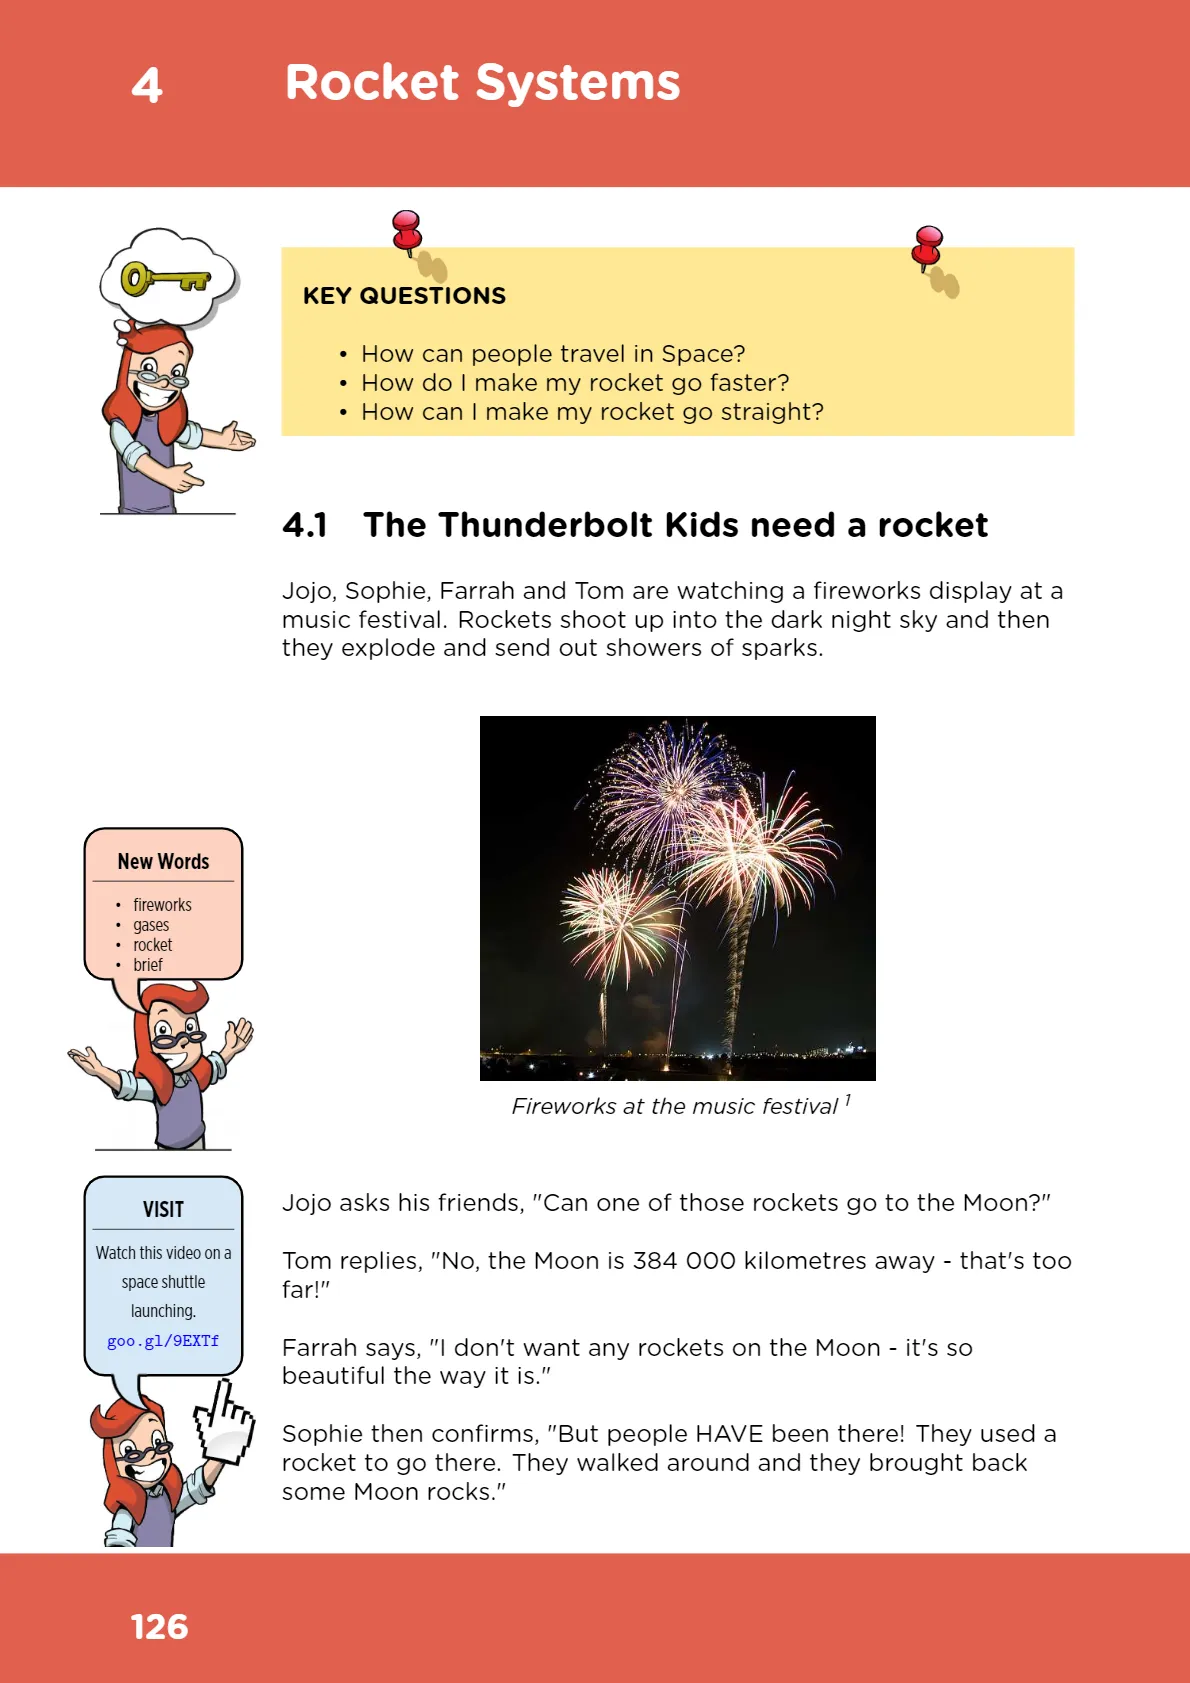 4 Rocket Systems
KEY QUESTIONS
• How can people travel in Space?
• How do I make my rocket go faster?
• How can I make my rocket go straight?
4.1 The Thunderbolt Kids need a rocket
Jojo, Sophie, Farrah and Tom are watching a fireworks display at a
music festival. Rockets shoot up into the dark night sky and then
they explode and send out showers of sparks.
New Words
• fireworks
• gases
• rocket
• brief
Fireworks at the music festival 1
VISIT
Watch this video on a
space shuttle
launching.
goo.gl/9EXTf
Jojo asks his friends, "Can one of those rockets go to the Moon?"
Tom replies, "No, the Moon is 384 000 kilometres away - that's too
far!"
Farrah says, "I don't want any rockets on the Moon - it's so
beautiful the way it is."
Sophie then confirms, "But people HAVE been there! They used a
rocket to go there. They walked around and they brought back
some Moon rocks."
126